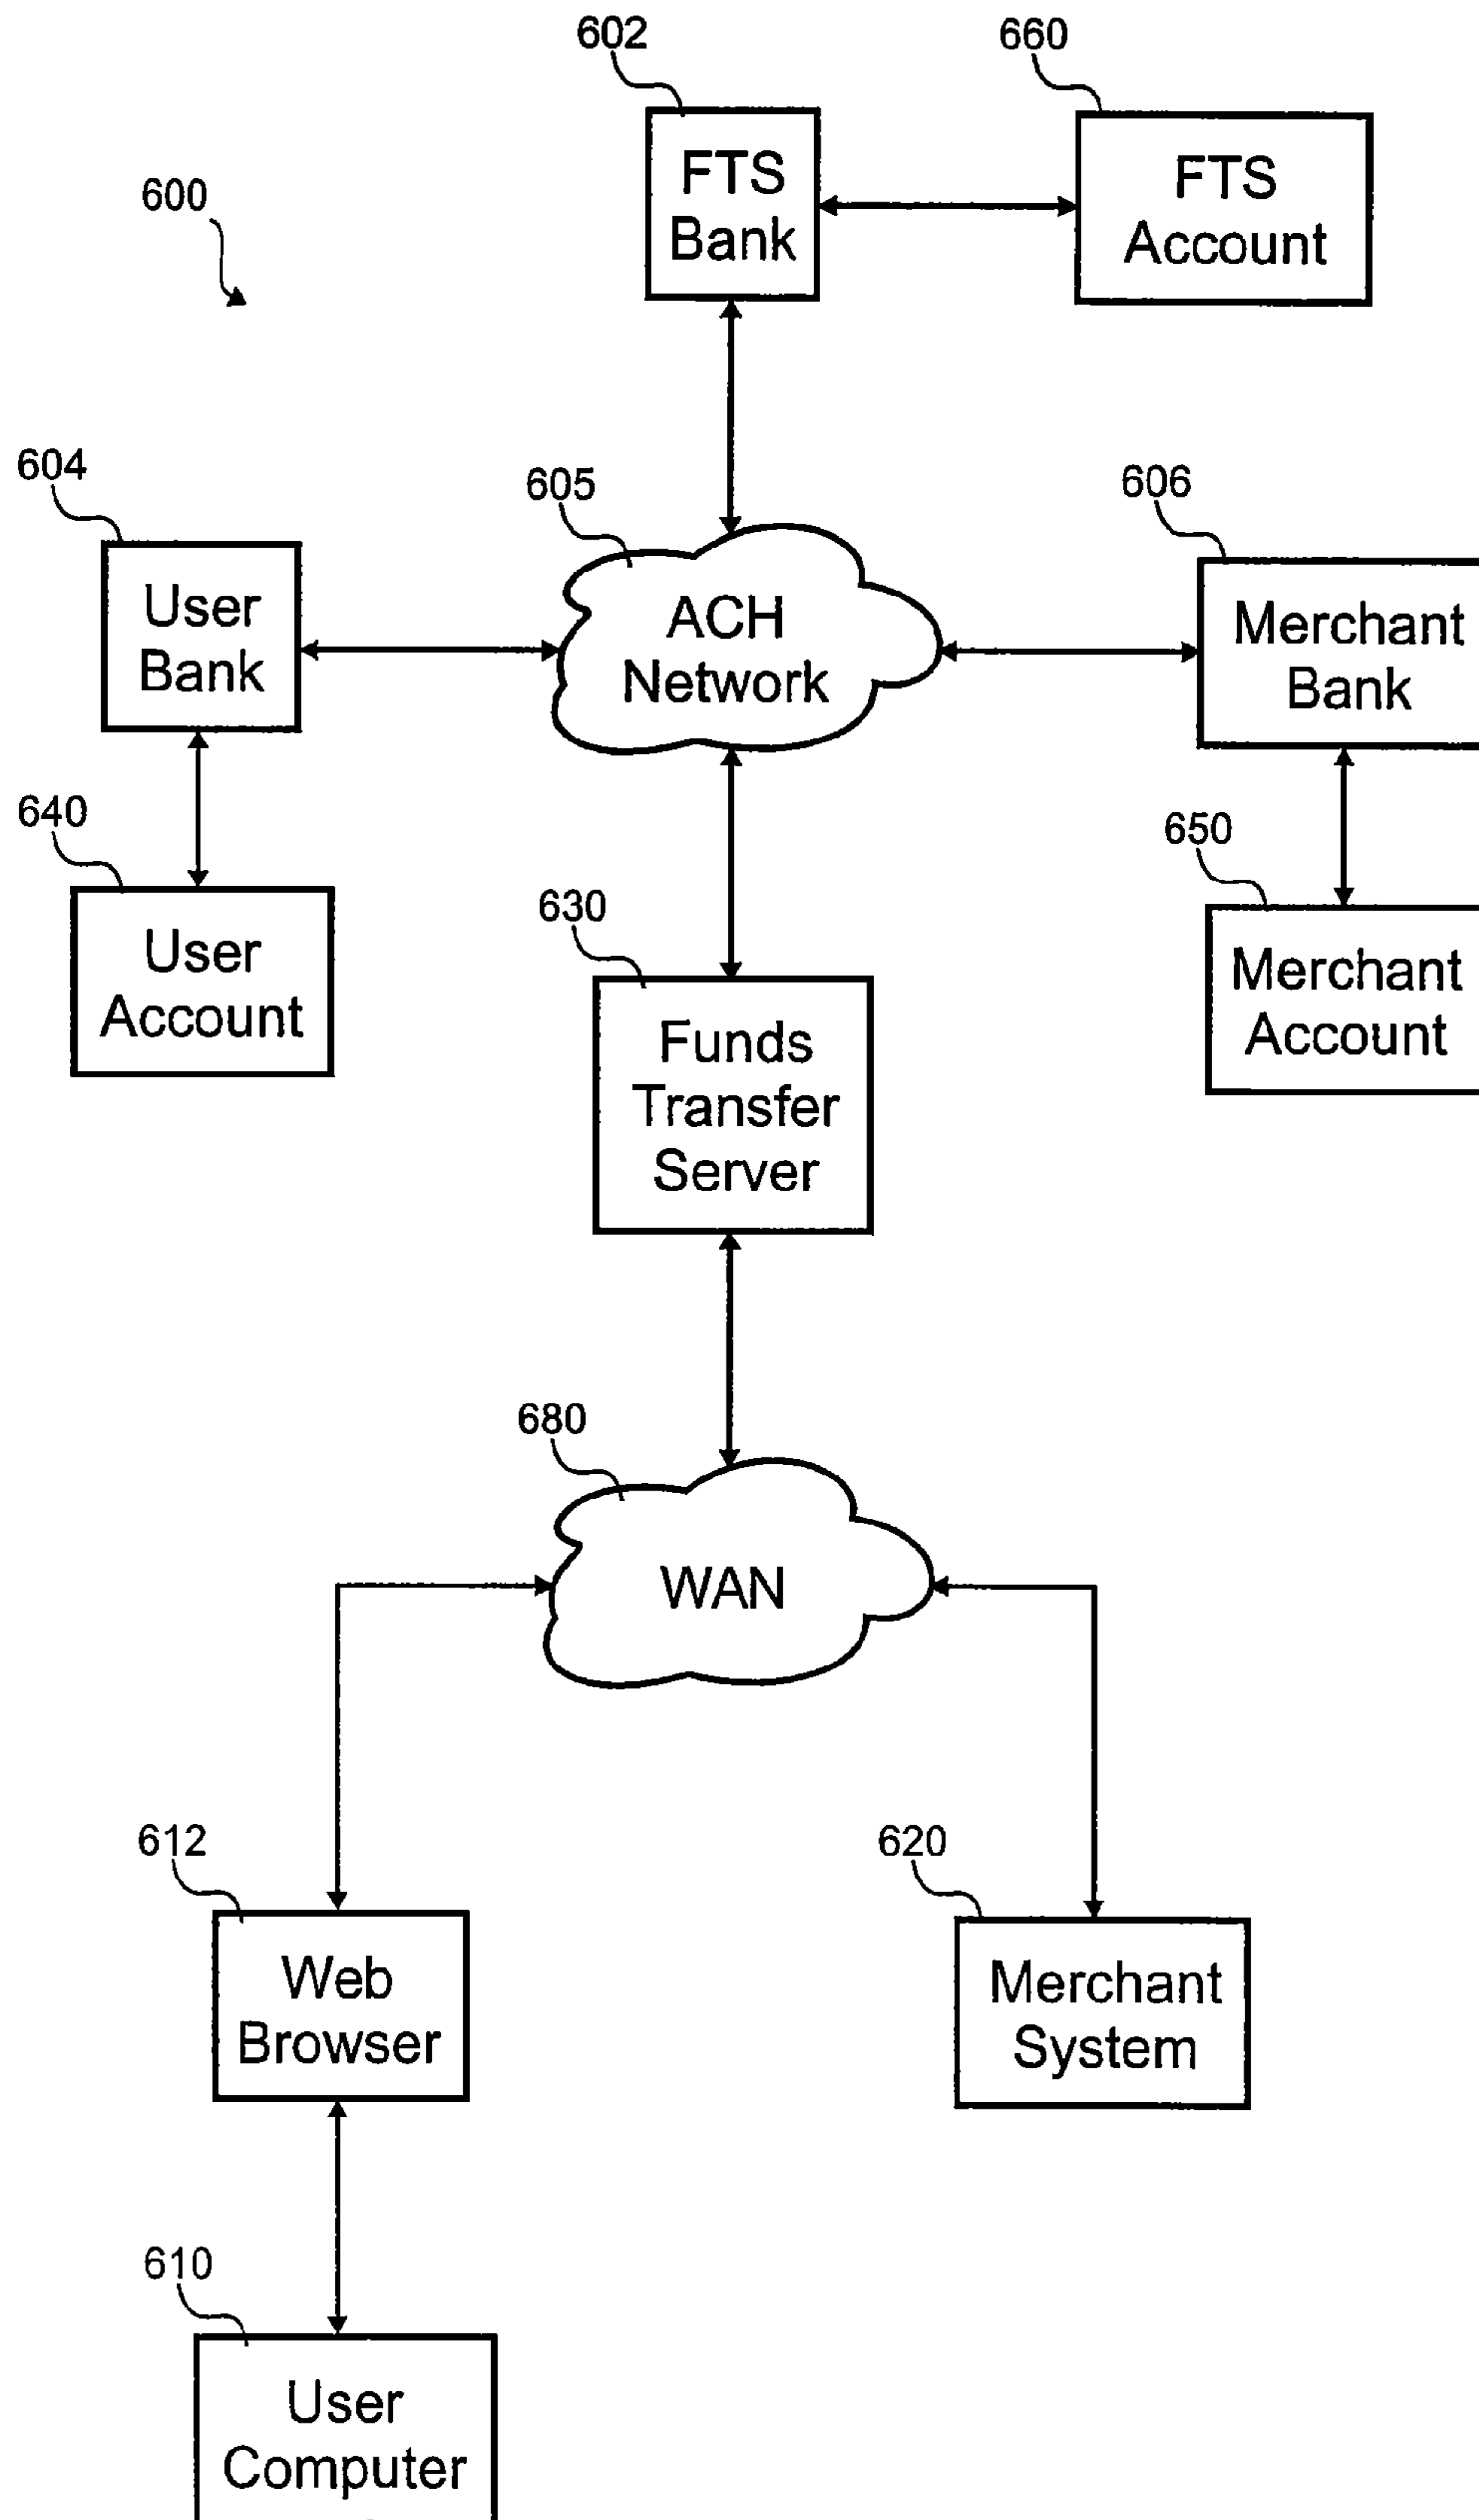 602
660
FTS
Bank
FTS
Account
600
604
605
606
User
Bank
ACH
Network
Merchant
Bank
640
650
630
User
Account
Merchant
Account
Funds
Transfer
Server
680
WAN
612
620
Web
Browser
Merchant
System
610
User
Computer